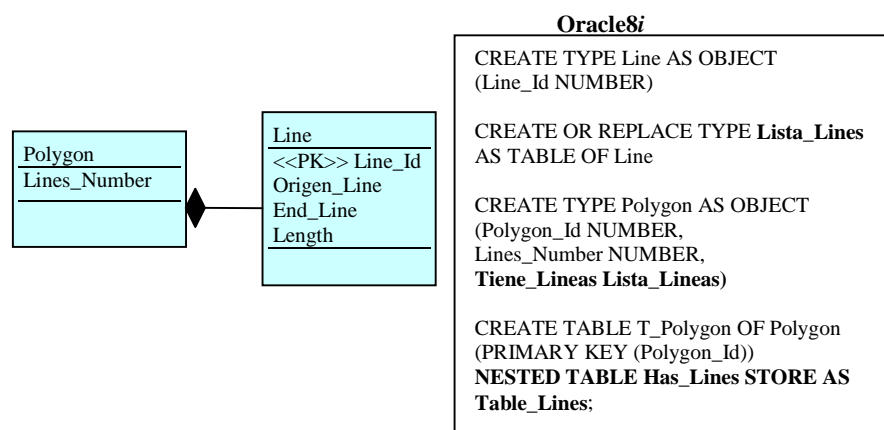 Oracle8i
Polygon
Lines_Number
Line
<<PK>> Line_Id
Origen_Line
End_Line
Length
CREATE TYPE Line AS OBJECT
(Line_Id NUMBER)
CREATE OR REPLACE TYPE Lista_Lines
AS TABLE OF Line
CREATE TYPE Polygon AS OBJECT
(Polygon_Id NUMBER,
Lines_Number NUMBER,
Tiene_Lineas Lista_Lineas)
CREATE TABLE T_Polygon OF Polygon
(PRIMARY KEY (Polygon_Id))
NESTED TABLE Has_Lines STORE AS
Table_Lines;